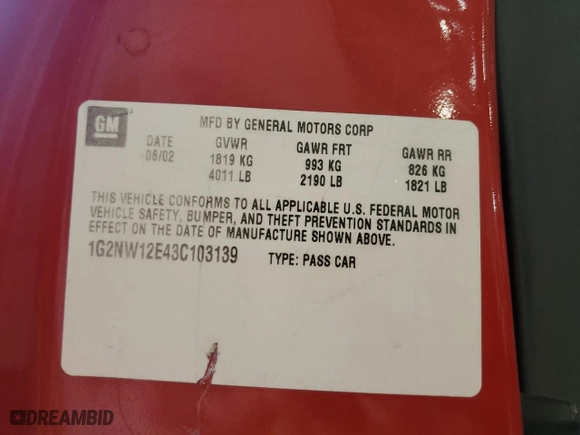 GM
MFD BY GENERAL MOTORS CORP
DATE GVWR GAWR FRT GAWR RR
06/02 1819 KG 993 KG 826 KG
4011 LB 2190 LB 1821 LB
THIS VEHICLE CONFORMS TO ALL APPLICABLE U.S. FEDERAL MOTOR
VEHICLE SAFETY, BUMPER, AND THEFT PREVENTION STANDARDS IN
EFFECT ON THE DATE OF MANUFACTURE SHOWN ABOVE.
1G2NW12E43C103139 TYPE: PASS CAR
DREAMBID